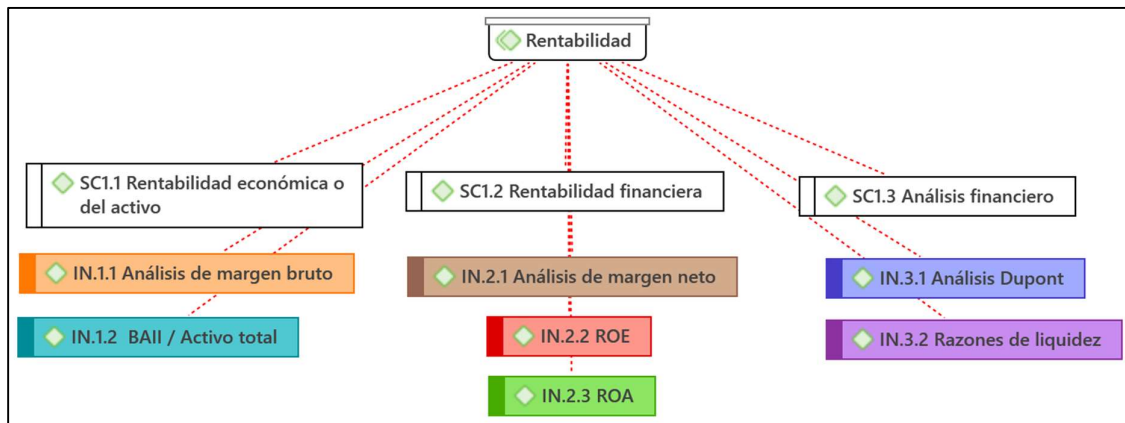 Rentabilidad
SC1.1 Rentabilidad económica o
del activo
SC1.2 Rentabilidad financiera
SC1.3 Análisis financiero
IN.1.1 Análisis de margen bruto
IN.2.1 Análisis de margen neto
IN.3.1 Análisis Dupont
IN.1.2 BAII / Activo total
IN.2.2 ROE
IN.3.2 Razones de liquidez
IN.2.3 ROA